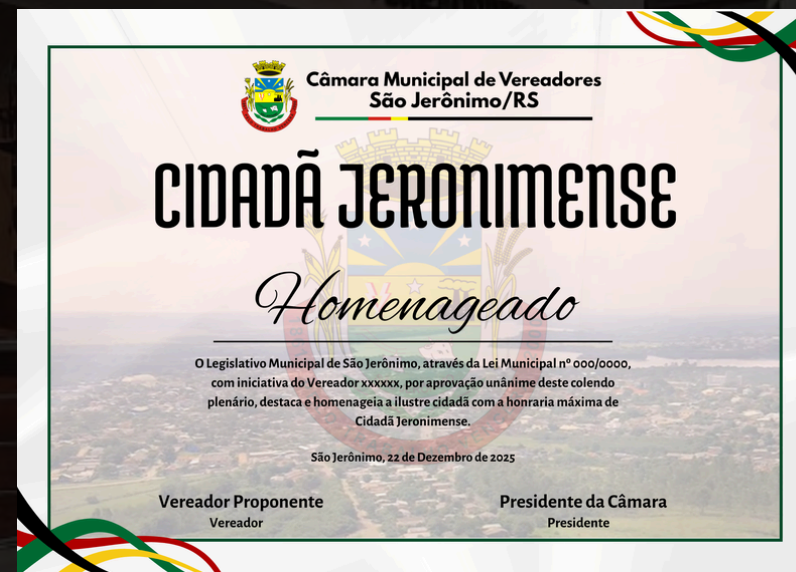 Câmara Municipal de Vereadores
São Jerônimo/RS
CIDADÃ JERONIMENSE
Homenageado
O Legislativo Municipal de São Jerônimo, através da Lei Municipal nº 000/0000,
com iniciativa do Vereador xxxxxx, por aprovação unânime deste colendo
plenário, destaca e homenageia a ilustre cidadã com a honraria máxima de
Cidadã Jeronimense.
São Jerônimo, 22 de Dezembro de 2025
Vereador Proponente
Presidente da Câmara
Vereador
Presidente